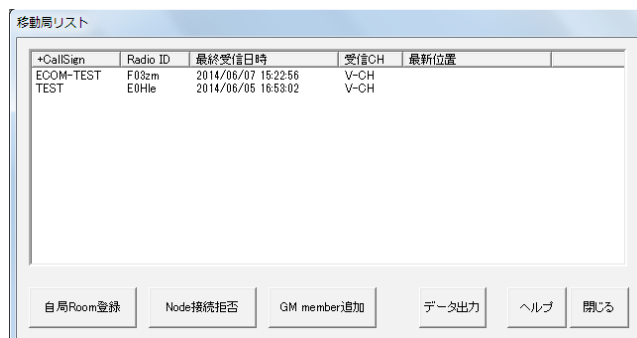 移動局リスト
+CallSign Radio ID 最終受信日時 受信CH 最新位置
ECOM-TEST F03zm 2014/06/07 15:22:56 V-CH
TEST E0Hle 2014/06/05 16:53:02 V-CH
自局Room登録 Node接続拒否 GM member追加 データ出力 ヘルプ 閉じる